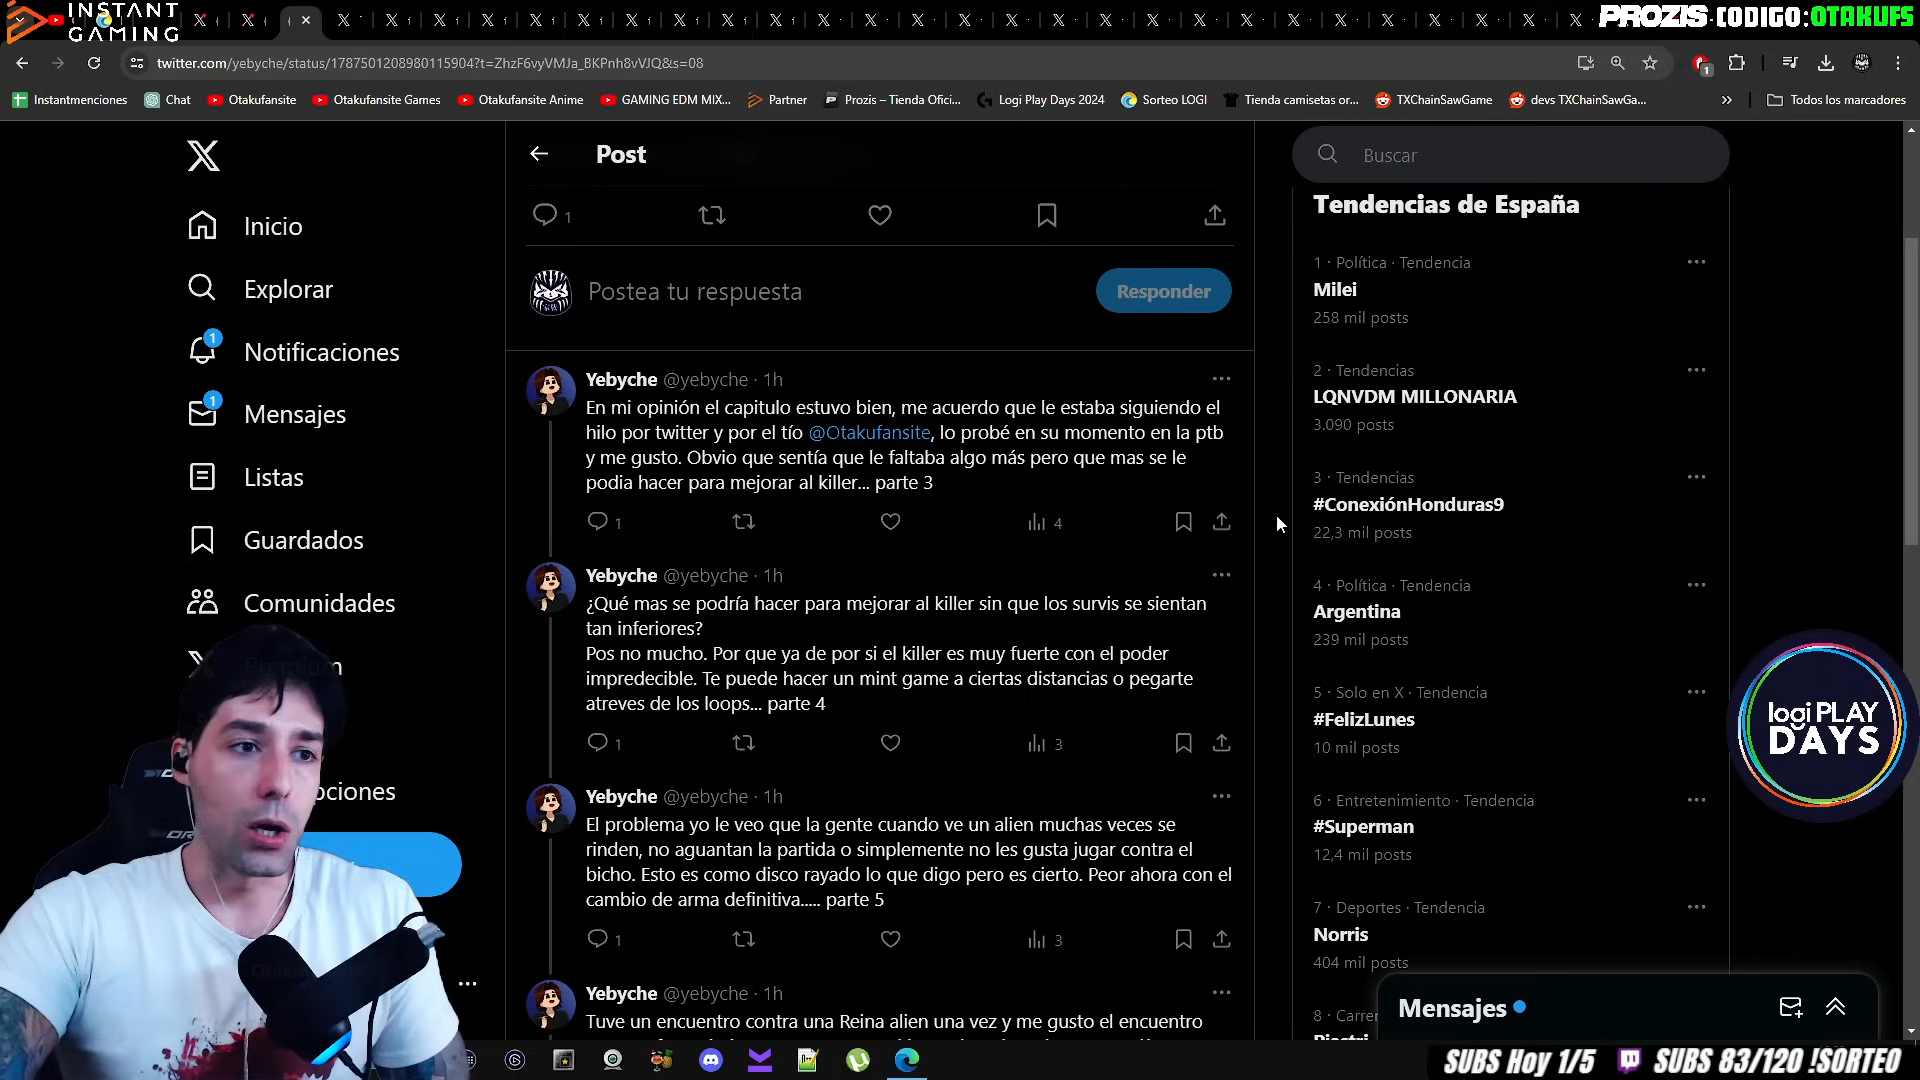 INSTANT
GAMING
PROZIS CODIGO:OTAKUFS
twitter.com/yebyche/status/1787501208980115904?t=ZhzF6vyVMJa_BKPnh8vVJQ&s=08
1
Instantmenciones
Chat
Otakufansite
Otakufansite Games
Otakufansite Anime
GAMING EDM MIX...
Partner
Prozis – Tienda Ofici...
Logi Play Days 2024
Sorteo LOGI
Tienda camisetas or...
TXChainSawGame
devs TXChainSawGa...
Todos los marcadores
Inicio
Explorar
1
Notificaciones
1
Mensajes
Listas
Guardados
Comunidades
Premium
pciones
Post
1
Postea tu respuesta
Responder
Yebyche @yebyche · 1h
En mi opinión el capitulo estuvo bien, me acuerdo que le estaba siguiendo el
hilo por twitter y por el tío @Otakufansite, lo probé en su momento en la ptb
y me gusto. Obvio que sentía que le faltaba algo más pero que mas se le
podia hacer para mejorar al killer... parte 3
1
4
Yebyche @yebyche · 1h
¿Qué mas se podría hacer para mejorar al killer sin que los survis se sientan
tan inferiores?
Pos no mucho. Por que ya de por si el killer es muy fuerte con el poder
impredecible. Te puede hacer un mint game a ciertas distancias o pegarte
atreves de los loops... parte 4
1
3
Yebyche @yebyche · 1h
El problema yo le veo que la gente cuando ve un alien muchas veces se
rinden, no aguantan la partida o simplemente no les gusta jugar contra el
bicho. Esto es como disco rayado lo que digo pero es cierto. Peor ahora con el
cambio de arma definitiva..... parte 5
1
3
Yebyche @yebyche · 1h
Tuve un encuentro contra una Reina alien una vez y me gusto el encuentro
Buscar
Tendencias de España
1 · Política · Tendencia
Milei
258 mil posts
2 · Tendencias
LQNVDM MILLONARIA
3.090 posts
3 · Tendencias
#ConexiónHonduras9
22,3 mil posts
4 · Política · Tendencia
Argentina
239 mil posts
5 · Solo en X · Tendencia
#FelizLunes
10 mil posts
6 · Entretenimiento · Tendencia
#Superman
12,4 mil posts
7 · Deportes · Tendencia
Norris
404 mil posts
8 · Carrer
Piastri
Mensajes
logi PLAY
DAYS
SUBS Hoy 1/5
SUBS 83/120 !SORTEO